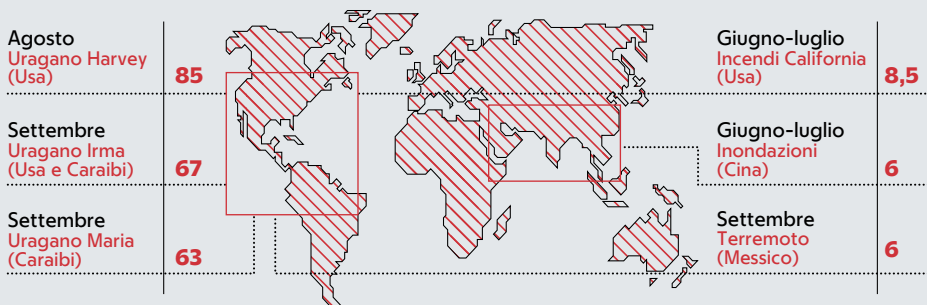 Agosto
Uragano Harvey
(Usa)
85
Settembre
Uragano Irma
(Usa e Caraibi)
67
Settembre
Uragano Maria
(Caraibi)
63
Giugno-luglio
Incendi California
(Usa)
8,5
Giugno-luglio
Inondazioni
(Cina)
6
Settembre
Terremoto
(Messico)
6